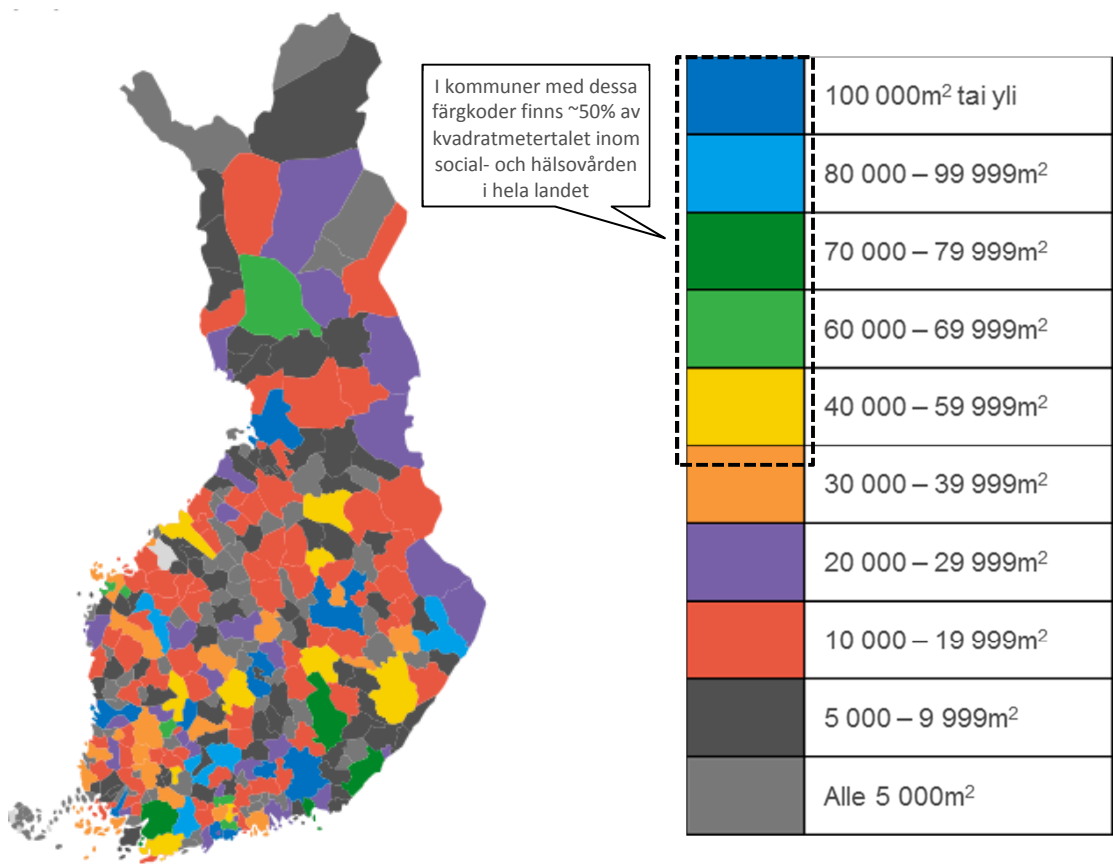 I kommuner med dessa
färgkoder finns ~50% av
kvadratmetertalet inom
social- och hälsovården
i hela landet
100 000m² tai yli
80 000 – 99 999m²
70 000 – 79 999m²
60 000 – 69 999m²
40 000 – 59 999m²
30 000 – 39 999m²
20 000 – 29 999m²
10 000 – 19 999m²
5 000 – 9 999m²
Alle 5 000m²